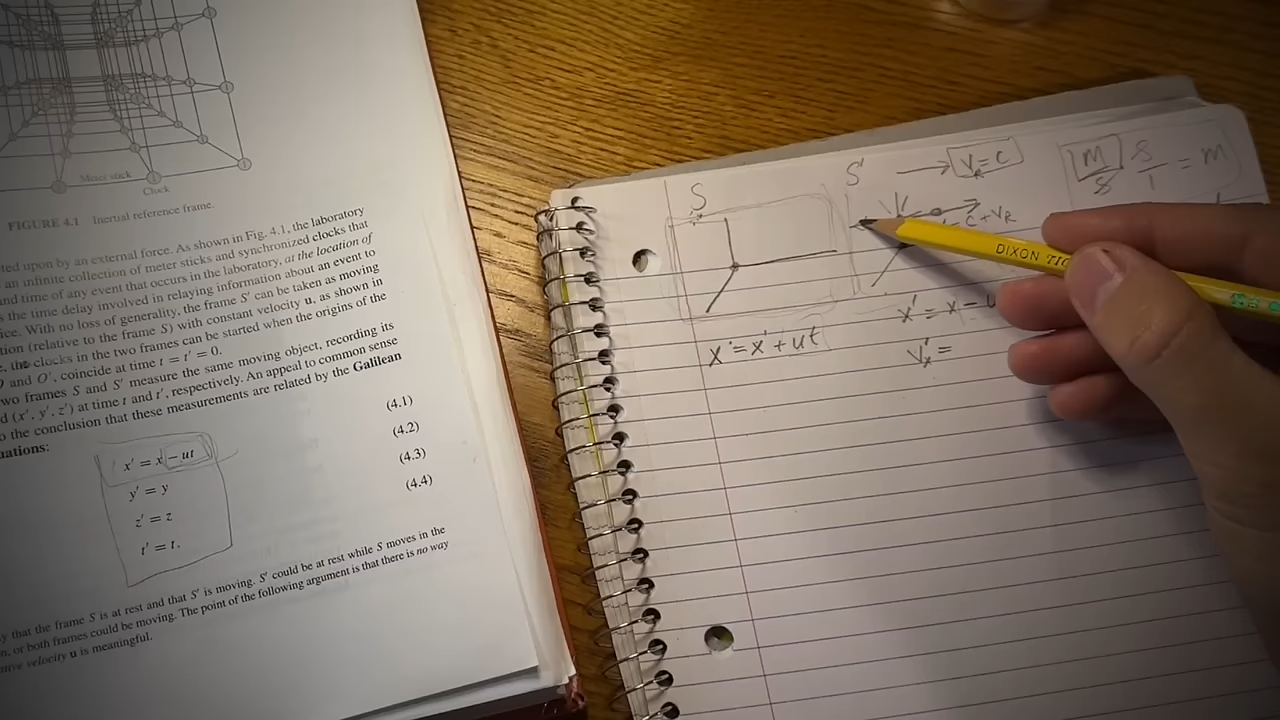 Meter stick
Clock
FIGURE 4.1 Inertial reference frame.
ted upon by an external force. As shown in Fig. 4.1, the laboratory
an infinite collection of meter sticks and synchronized clocks that
and time of any event that occurs in the laboratory, at the location of
s the time delay involved in relaying information about an event to
ice. With no loss of generality, the frame S′ can be taken as moving
tion (relative to the frame S) with constant velocity u, as shown in
the clocks in the two frames can be started when the origins of the
and O′, coincide at time t = t′ = 0.
wo frames S and S′ measure the same moving object, recording its
d (x′, y′, z′) at time t and t′, respectively. An appeal to common sense
o the conclusion that these measurements are related by the Galilean
uations:
x′ = x − ut (4.1)
y′ = y (4.2)
z′ = z (4.3)
t′ = t. (4.4)
y that the frame S is at rest and that S′ is moving. S′ could be at rest while S moves in the
n, or both frames could be moving. The point of the following argument is that there is no way
ative velocity u is meaningful.
S S′ → V_R = C
M/S S/1 = M
C + V_R
x = x′ + ut
x′ = x − u
V′x =
DIXON TIC